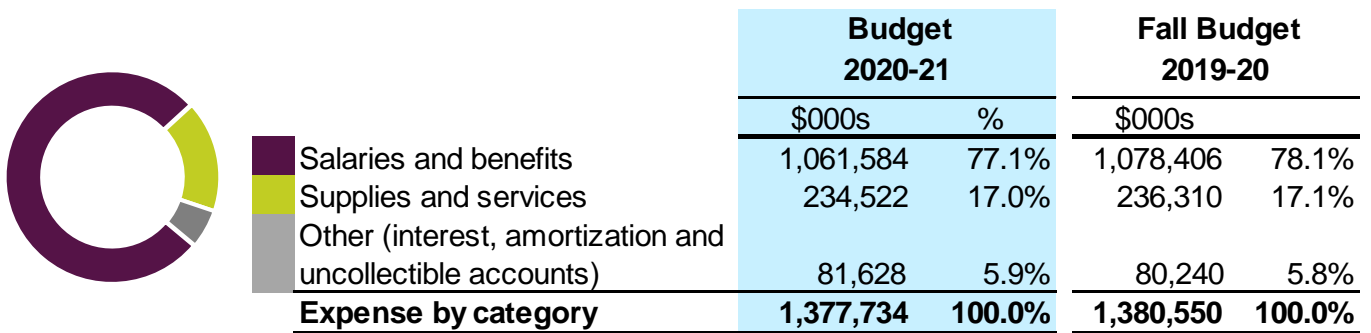 Budget Fall Budget
2020-21 2019-20
$000s % $000s
Salaries and benefits 1,061,584 77.1% 1,078,406 78.1%
Supplies and services 234,522 17.0% 236,310 17.1%
Other (interest, amortization and
uncollectible accounts) 81,628 5.9% 80,240 5.8%
Expense by category 1,377,734 100.0% 1,380,550 100.0%